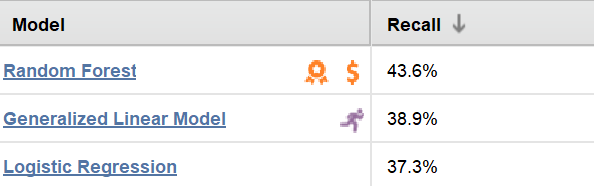 Model Recall
Random Forest $ 43.6%
Generalized Linear Model 38.9%
Logistic Regression 37.3%